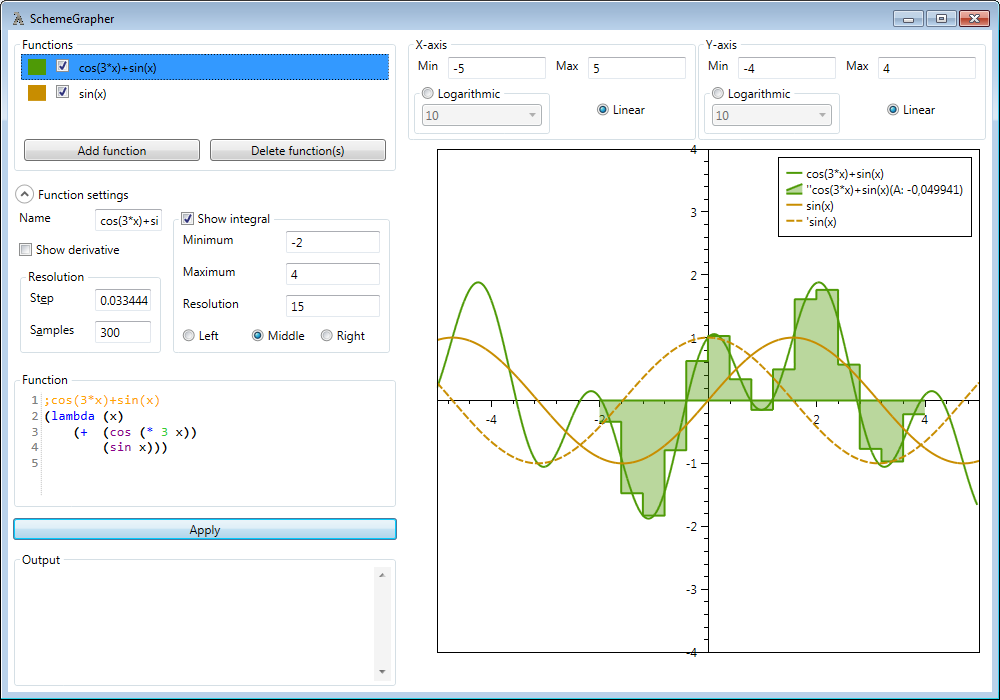 SchemeGrapher
Functions
cos(3*x)+sin(x)
sin(x)
Add function
Delete function(s)
Function settings
Name
cos(3*x)+si
Show derivative
Resolution
Step
0.033444
Samples
300
Show integral
Minimum
-2
Maximum
4
Resolution
15
Left
Middle
Right
Function
1 ;cos(3*x)+sin(x)
2 (lambda (x)
3 (+ (cos (* 3 x))
4 (sin x)))
5
Apply
Output
X-axis
Min -5 Max 5
Logarithmic
10
Linear
Y-axis
Min -4 Max 4
Logarithmic
10
Linear
cos(3*x)+sin(x)
''cos(3*x)+sin(x)(A: -0,049941)
sin(x)
'sin(x)
4
3
2
1
-4 -2 2 4
-1
-2
-3
-4